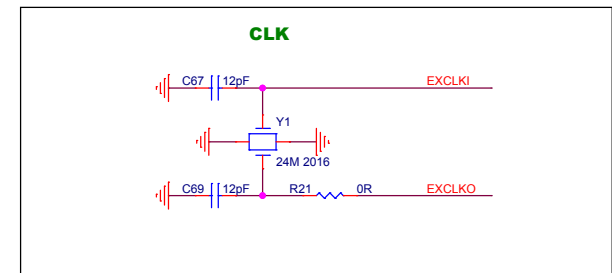 CLK
C67 12pF EXCLKI
Y1
24M 2016
C69 12pF R21 0R EXCLKO